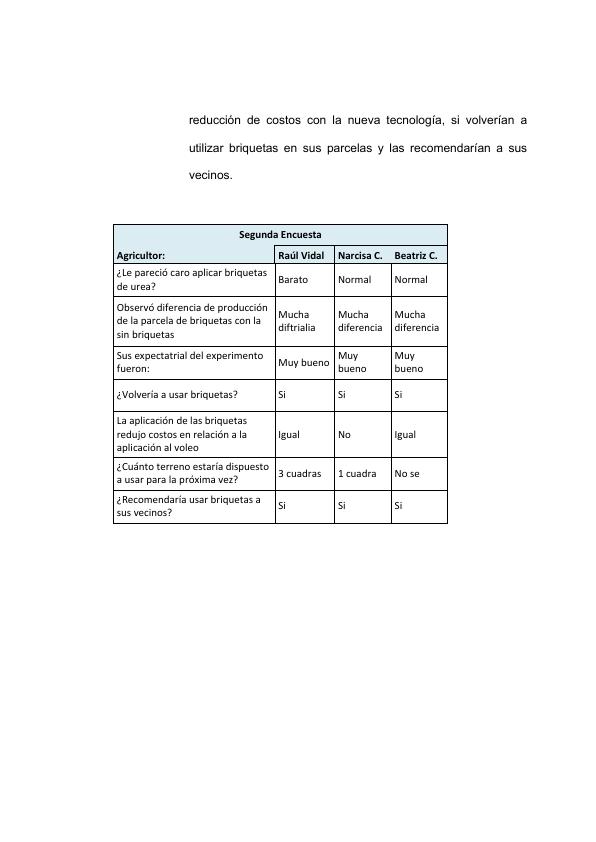 reducción de costos con la nueva tecnología, si volverían a
utilizar briquetas en sus parcelas y las recomendarían a sus
vecinos.
Segunda Encuesta
Agricultor: Raúl Vidal Narcisa C. Beatriz C.
¿Le pareció caro aplicar briquetas
de urea?
Barato Normal Normal
Observó diferencia de producción
de la parcela de briquetas con la
sin briquetas
Mucha
diftrialia
Mucha
diferencia
Mucha
diferencia
Sus expectatrial del experimento
fueron:
Muy bueno
Muy
bueno
Muy
bueno
¿Volvería a usar briquetas? Si Si Si
La aplicación de las briquetas
redujo costos en relación a la
aplicación al voleo
Igual No Igual
¿Cuánto terreno estaría dispuesto
a usar para la próxima vez?
3 cuadras 1 cuadra No se
¿Recomendaría usar briquetas a
sus vecinos?
Si Si Si